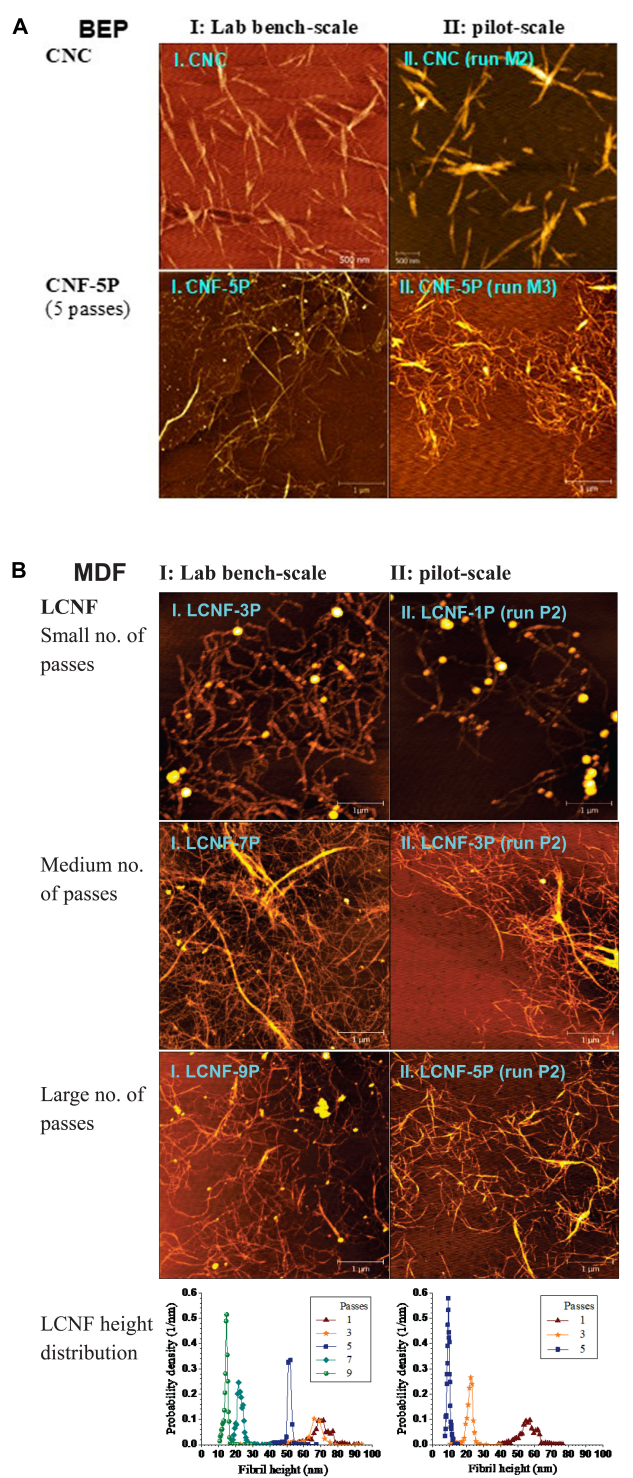 A BEP I: Lab bench-scale II: pilot-scale
CNC
I. CNC
II. CNC (run M2)
500 nm
500 nm
CNF-5P
(5 passes)
I. CNF-5P
II. CNF-5P (run M3)
1 µm
1 µm
B MDF I: Lab bench-scale II: pilot-scale
LCNF
Small no. of
passes
I. LCNF-3P
II. LCNF-1P (run P2)
1µm
1µm
Medium no.
of passes
I. LCNF-7P
II. LCNF-3P (run P2)
1µm
1µm
Large no. of
passes
I. LCNF-9P
II. LCNF-5P (run P2)
1 µm
1 µm
LCNF height
distribution
Probability density (1/nm)
0.6
0.5
0.4
0.3
0.2
0.1
0.0
Passes
1
3
5
7
9
0 10 20 30 40 50 60 70 80 90 100
Fibril height (nm)
Probability density (1/nm)
0.6
0.5
0.4
0.3
0.2
0.1
0.0
Passes
1
3
5
0 10 20 30 40 50 60 70 80 90 100
Fibril height (nm)